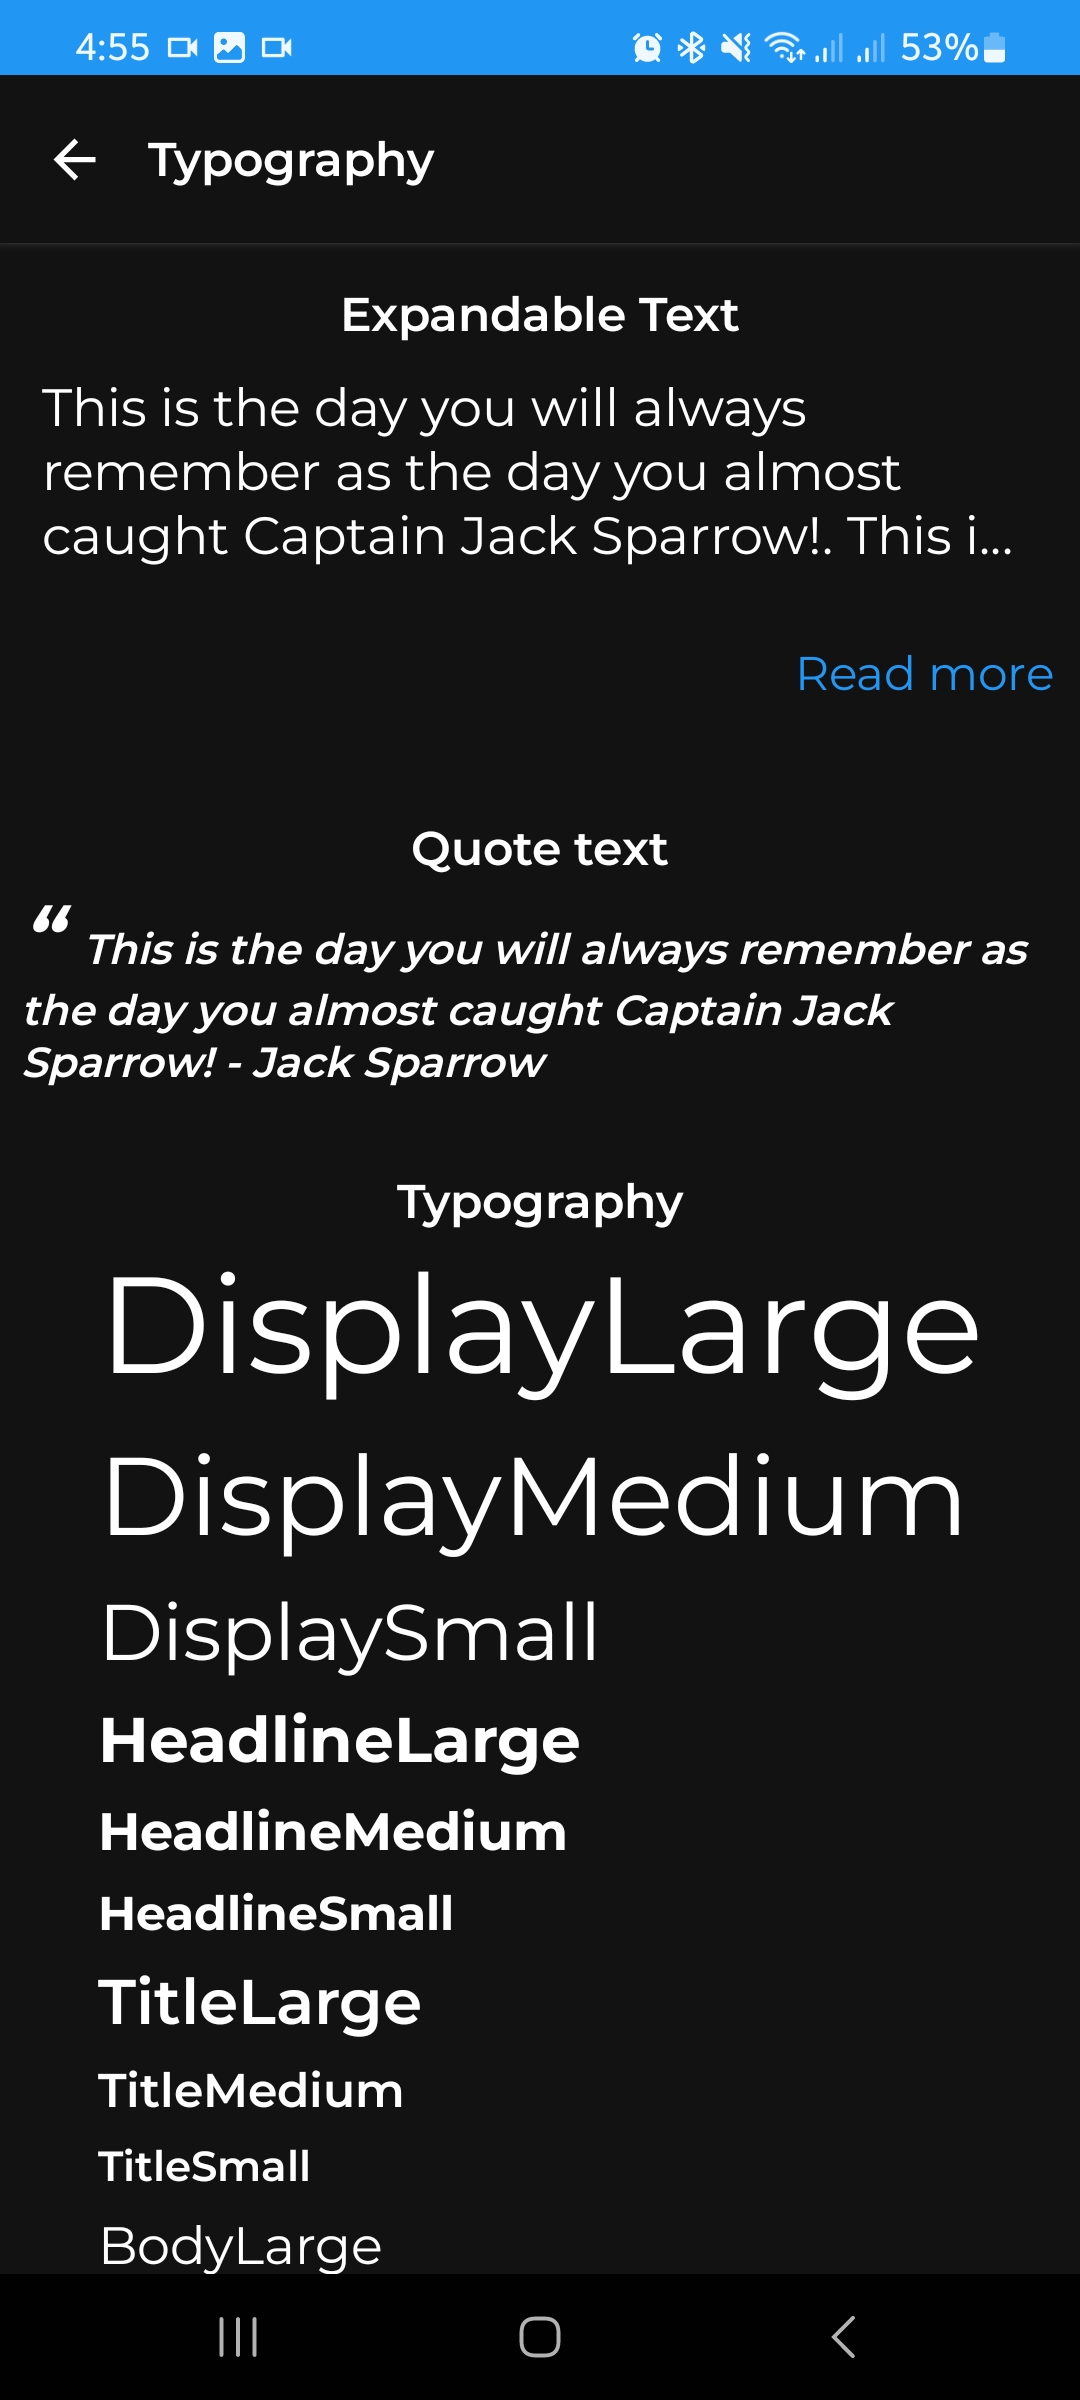 4:55 53%
Typography
Expandable Text
This is the day you will always
remember as the day you almost
caught Captain Jack Sparrow!. This i...
Read more
Quote text
“ This is the day you will always remember as
the day you almost caught Captain Jack
Sparrow! - Jack Sparrow
Typography
DisplayLarge
DisplayMedium
DisplaySmall
HeadlineLarge
HeadlineMedium
HeadlineSmall
TitleLarge
TitleMedium
TitleSmall
BodyLarge